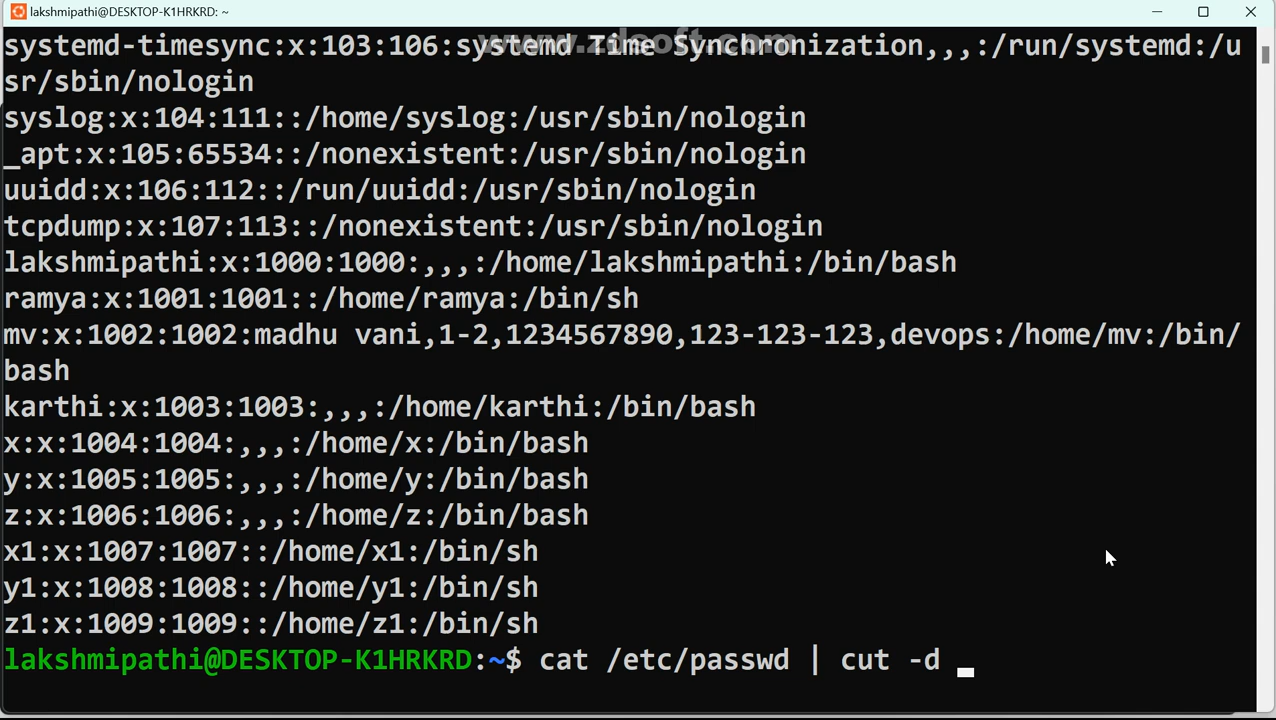 lakshmipathi@DESKTOP-K1HRKRD: ~
www.zdsoft.com
systemd-timesync:x:103:106:systemd Time Synchronization,,,:/run/systemd:/u
sr/sbin/nologin
syslog:x:104:111::/home/syslog:/usr/sbin/nologin
_apt:x:105:65534::/nonexistent:/usr/sbin/nologin
uuidd:x:106:112::/run/uuidd:/usr/sbin/nologin
tcpdump:x:107:113::/nonexistent:/usr/sbin/nologin
lakshmipathi:x:1000:1000:,,,:/home/lakshmipathi:/bin/bash
ramya:x:1001:1001::/home/ramya:/bin/sh
mv:x:1002:1002:madhu vani,1-2,1234567890,123-123-123,devops:/home/mv:/bin/
bash
karthi:x:1003:1003:,,,:/home/karthi:/bin/bash
x:x:1004:1004:,,,:/home/x:/bin/bash
y:x:1005:1005:,,,:/home/y:/bin/bash
z:x:1006:1006:,,,:/home/z:/bin/bash
x1:x:1007:1007::/home/x1:/bin/sh
y1:x:1008:1008::/home/y1:/bin/sh
z1:x:1009:1009::/home/z1:/bin/sh
lakshmipathi@DESKTOP-K1HRKRD:~$ cat /etc/passwd | cut -d